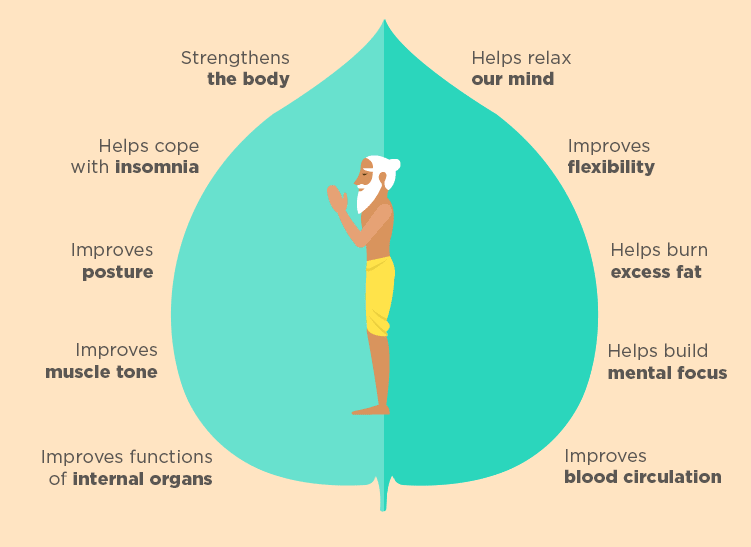 Strengthens
the body
Helps relax
our mind
Helps cope
with insomnia
Improves
flexibility
Improves
posture
Helps burn
excess fat
Improves
muscle tone
Helps build
mental focus
Improves functions
of internal organs
Improves
blood circulation